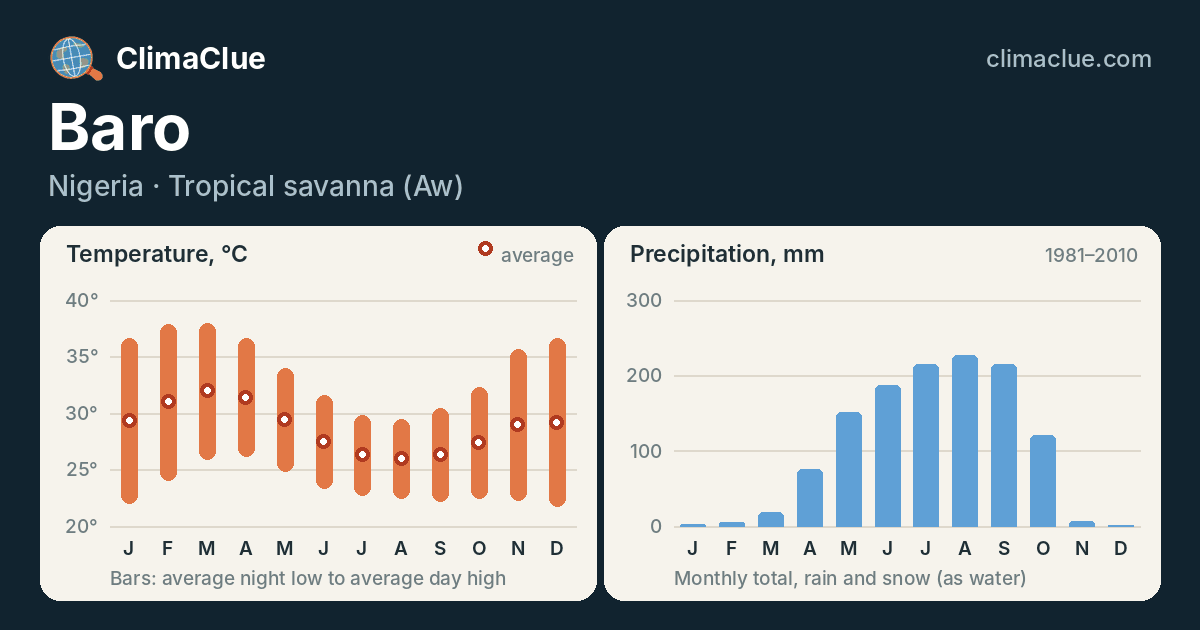 ClimaClue
climaclue.com
Baro
Nigeria · Tropical savanna (Aw)
Temperature, °C
average
40°
35°
30°
25°
20°
J F M A M J J A S O N D
Bars: average night low to average day high
Precipitation, mm
1981–2010
300
200
100
0
J F M A M J J A S O N D
Monthly total, rain and snow (as water)